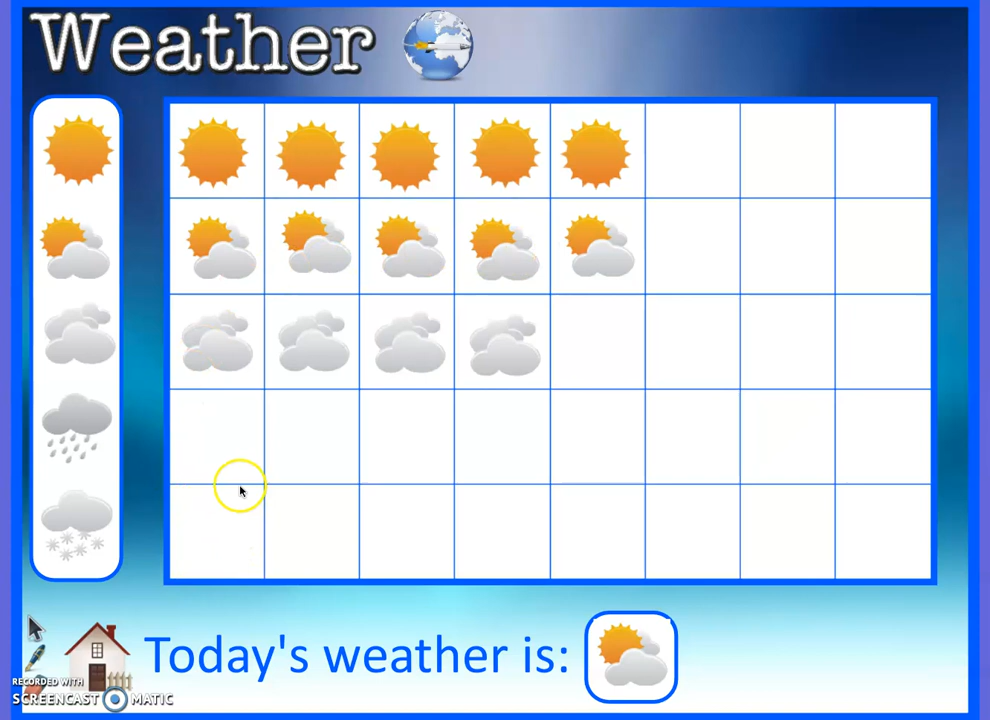 Weather
Today's weather is:
RECORDED WITH
SCREENCAST MATIC